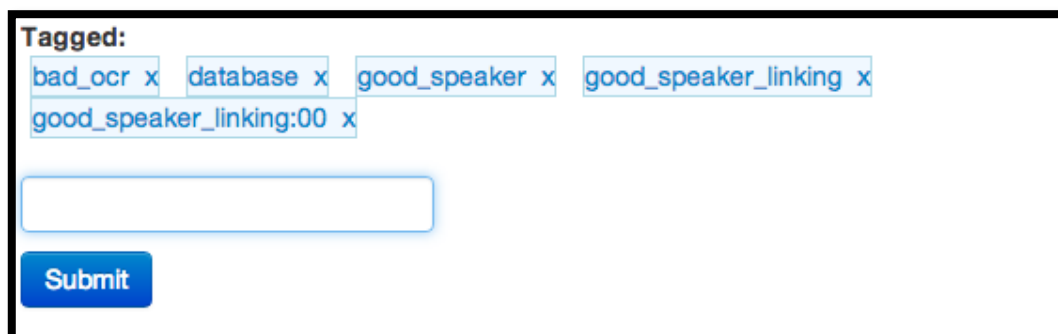 Tagged:
bad_ocr x database x good_speaker x good_speaker_linking x
good_speaker_linking:00 x
Submit